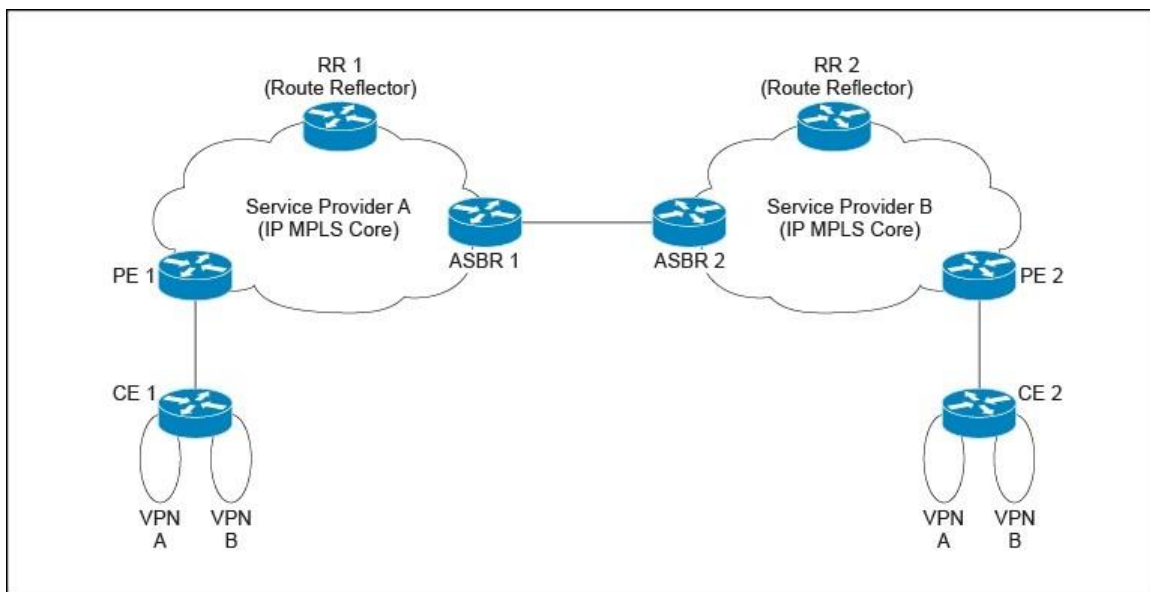 RR 1
(Route Reflector)
RR 2
(Route Reflector)
Service Provider A
(IP MPLS Core)
Service Provider B
(IP MPLS Core)
ASBR 1
ASBR 2
PE 1
PE 2
CE 1
CE 2
VPN
A
VPN
B
VPN
A
VPN
B